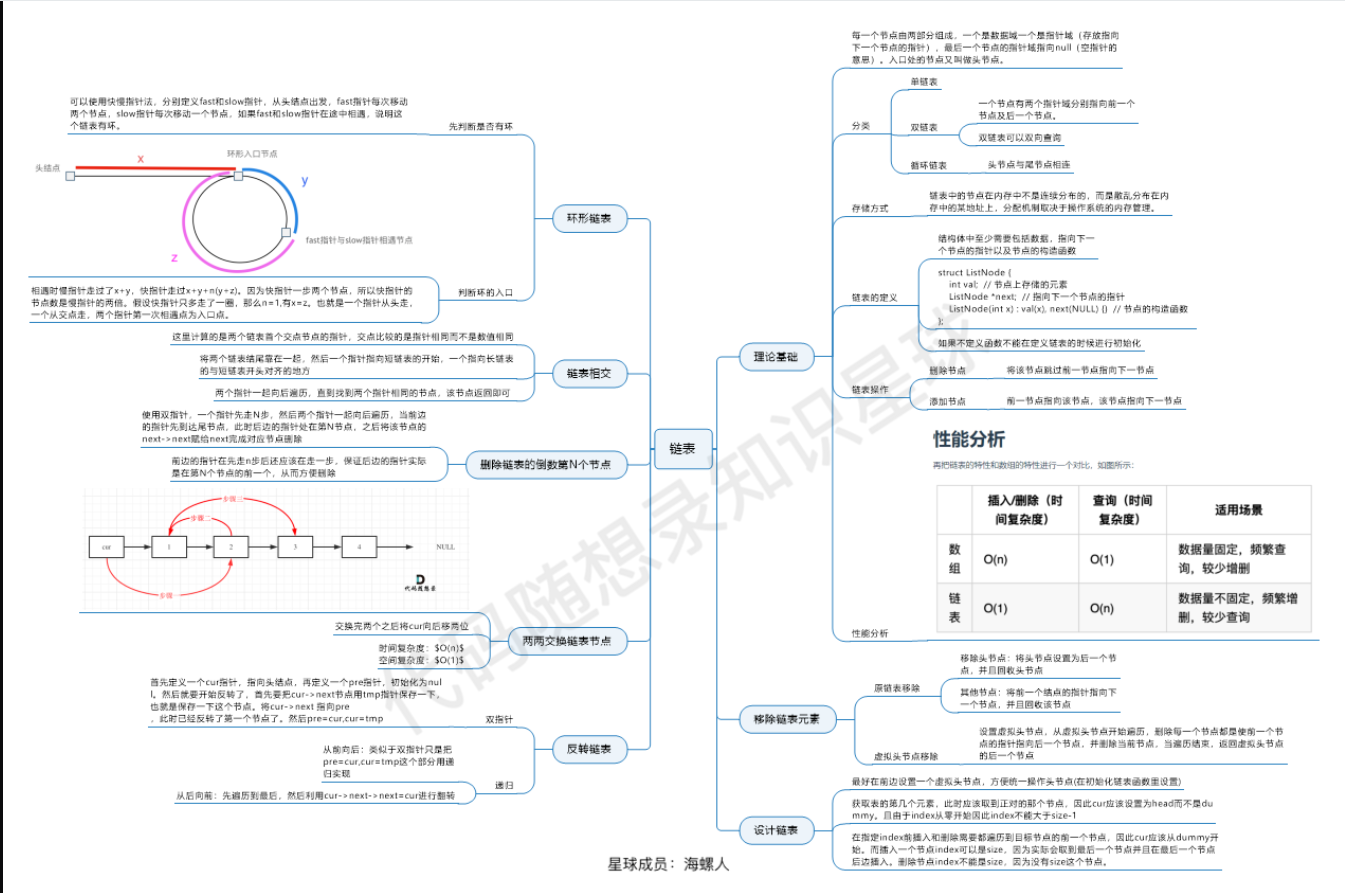 链表
理论基础
每一个节点由两部分组成，一个是数据域一个是指针域（存放指向
下一个节点的指针），最后一个节点的指针域指向null（空指针的
意思）。入口处的节点又叫做头节点。
分类
单链表
双链表
一个节点有两个指针域分别指向前一个
节点及后一个节点。
双链表可以双向查询
循环链表
头节点与尾节点相连
存储方式
链表中的节点在内存中不是连续分布的，而是散乱分布在内
存中的某地址上，分配机制取决于操作系统的内存管理。
链表的定义
结构体中至少需要包括数据，指向下一
个节点的指针以及节点的构造函数
struct ListNode {
int val;  // 节点上存储的元素
ListNode *next;  // 指向下一个节点的指针
ListNode(int x) : val(x), next(NULL) {}  // 节点的构造函数
};
如果不定义函数不能在定义链表的时候进行初始化
链表操作
删除节点
将该节点跳过前一节点指向下一节点
添加节点
前一节点指向该节点，该节点指向下一节点
性能分析
性能分析
再把链表的特性和数组的特性进行一个对比，如图所示：
插入/删除（时
间复杂度）
查询（时间
复杂度）
适用场景
数
组
O(n)
O(1)
数据量固定，频繁查
询，较少增删
链
表
O(1)
O(n)
数据量不固定，频繁增
删，较少查询
移除链表元素
原链表移除
移除头节点：将头节点设置为后一个节
点，并且回收头节点
其他节点：将前一个结点的指针指向下
一个节点，并且回收该节点
虚拟头节点移除
设置虚拟头节点，从虚拟头节点开始遍历，删除每一个节点都是使前一个节
点的指针指向后一个节点，并删除当前节点，当遍历结束，返回虚拟头节点
的后一个节点
设计链表
最好在前边设置一个虚拟头节点，方便统一操作头节点(在初始化链表函数里设置)
获取表的第几个元素，此时应该取到正对的那个节点，因此cur应该设置为head而不是du
mmy。且由于index从零开始因此index不能大于size-1
在指定index前插入和删除需要都遍历到目标节点的前一个节点，因此cur应该从dummy开
始。而插入一个节点index可以是size，因为实际会取到最后一个节点并且在最后一个节点
后边插入。删除节点index不能是size，因为没有size这个节点。
环形链表
先判断是否有环
可以使用快慢指针法，分别定义fast和slow指针，从头结点出发，fast指针每次移动
两个节点，slow指针每次移动一个节点，如果fast和slow指针在途中相遇，说明这
个链表有环。
头结点
x
环形入口节点
y
z
fast指针与slow指针相遇节点
判断环的入口
相遇时慢指针走过了x+y，快指针走过x+y+n(y+z)。因为快指针一步两个节点，所以快指针的
节点数是慢指针的两倍。假设快指针只多走了一圈，那么n=1,有x=z。也就是一个指针从头走，
一个从交点走，两个指针第一次相遇点为入口点。
链表相交
这里计算的是两个链表首个交点节点的指针，交点比较的是指针相同而不是数值相同
将两个链表结尾靠在一起，然后一个指针指向短链表的开始，一个指向长链表
的与短链表开头对齐的地方
两个指针一起向后遍历，直到找到两个指针相同的节点，该节点返回即可
删除链表的倒数第N个节点
使用双指针，一个指针先走N步，然后两个指针一起向后遍历，当前边
的指针先到达尾节点，此时后边的指针处在第N节点，之后将该节点的
next->next赋给next完成对应节点删除
前边的指针在先走n步后还应该在走一步，保证后边的指针实际
是在第N个节点的前一个，从而方便删除
两两交换链表节点
步骤三
步骤二
cur
1
2
3
4
NULL
步骤一
代码随想录
交换完两个之后将cur向后移两位
时间复杂度：$O(n)$
空间复杂度：$O(1)$
反转链表
双指针
首先定义一个cur指针，指向头结点，再定义一个pre指针，初始化为nul
l。然后就要开始反转了，首先要把cur->next节点用tmp指针保存一下，
也就是保存一下这个节点。将cur->next 指向pre
，此时已经反转了第一个节点了。然后pre=cur,cur=tmp
递归
从前向后：类似于双指针只是把
pre=cur,cur=tmp这个部分用递
归实现
从后向前：先遍历到最后，然后利用cur->next->next=cur进行翻转
星球成员：海螺人
代码随想录知识星球